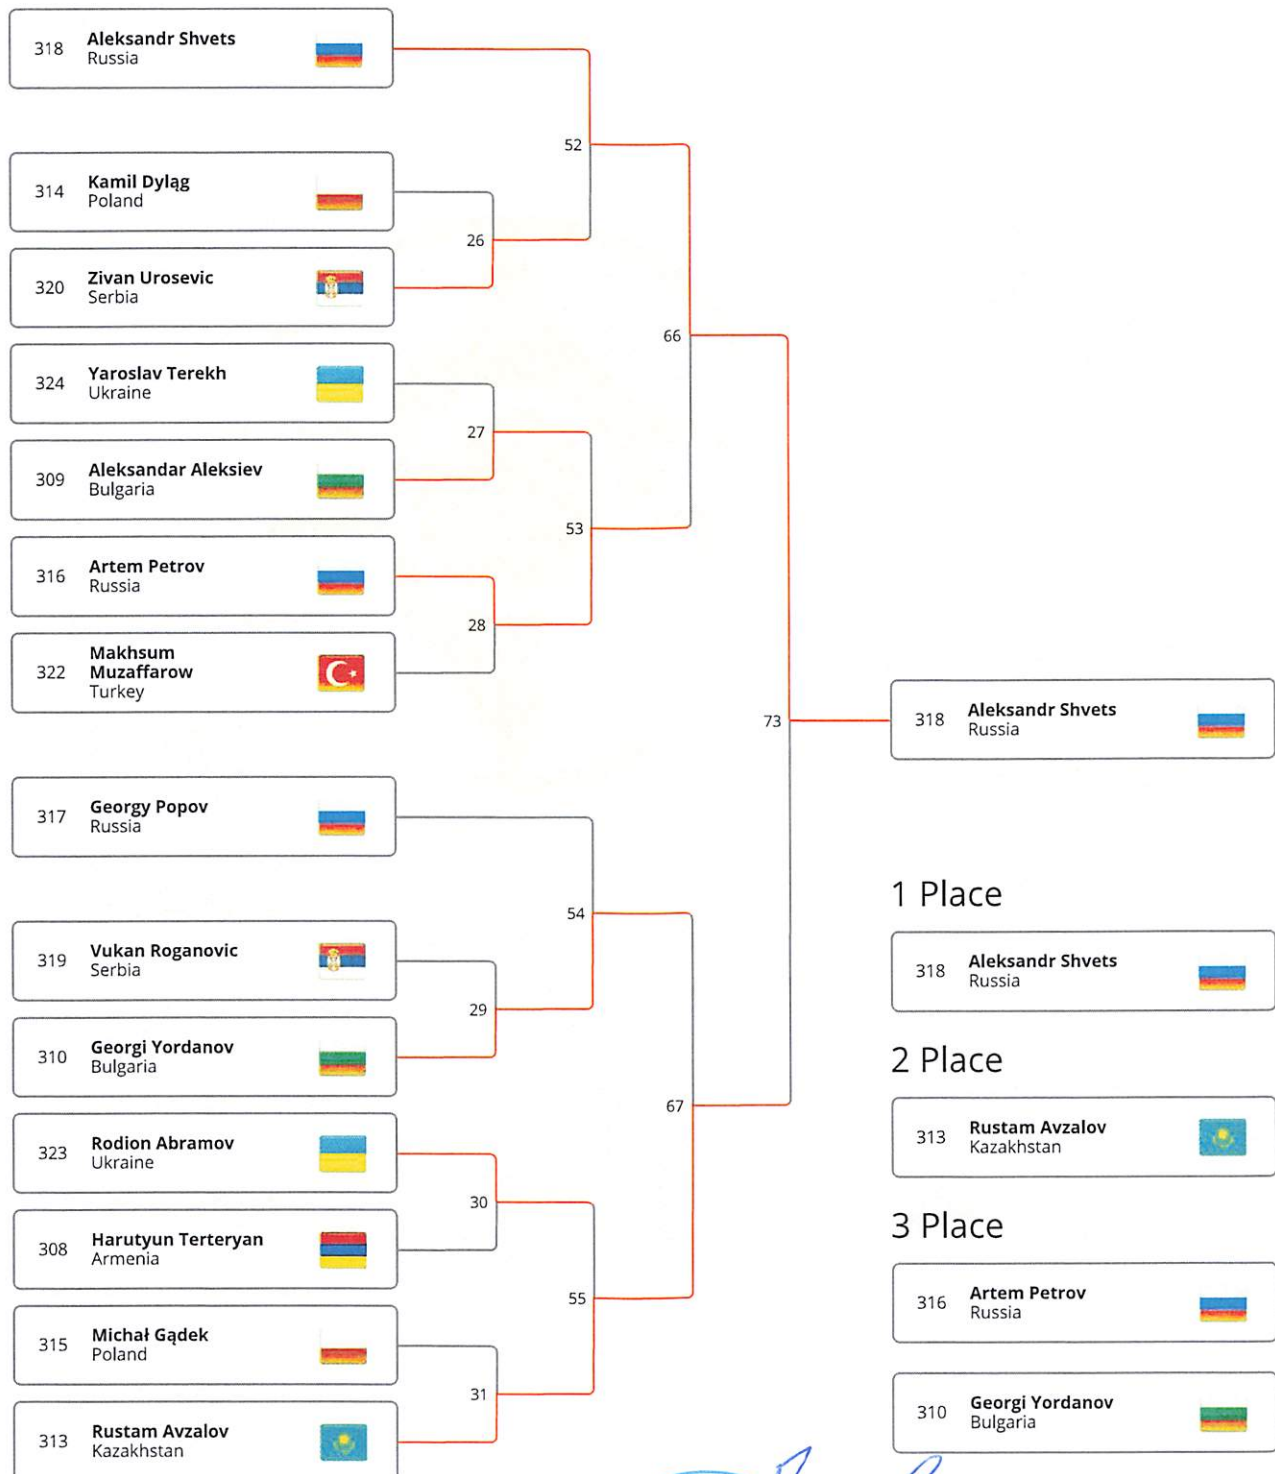 318
Aleksandr Shvets
Russia
52
314
Kamil Dyląg
Poland
26
320
Zivan Urosevic
Serbia
66
324
Yaroslav Terekh
Ukraine
27
309
Aleksandar Aleksiev
Bulgaria
53
316
Artem Petrov
Russia
28
322
Makhsum
Muzaffarow
Turkey
73
318
Aleksandr Shvets
Russia
317
Georgy Popov
Russia
54
319
Vukan Roganovic
Serbia
29
310
Georgi Yordanov
Bulgaria
67
323
Rodion Abramov
Ukraine
30
308
Harutyun Terteryan
Armenia
55
315
Michał Gądek
Poland
31
313
Rustam Avzalov
Kazakhstan
1 Place
318
Aleksandr Shvets
Russia
2 Place
313
Rustam Avzalov
Kazakhstan
3 Place
316
Artem Petrov
Russia
310
Georgi Yordanov
Bulgaria